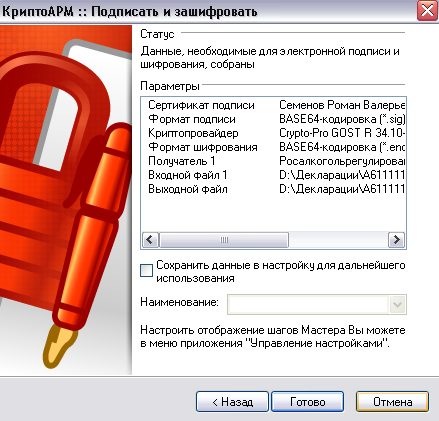 КриптоАРМ :: Подписать и зашифровать
Статус
Данные, необходимые для электронной подписи и
шифрования, собраны
Параметры
Сертификат подписи Семенов Роман Валерье
Формат подписи BASE64-кодировка (*.sig)
Криптопровайдер Crypto-Pro GOST R 34.10-
Формат шифрования BASE64-кодировка (*.enc
Получатель 1 Росалкогольрегулирова
Входной файл 1 D:\Декларации\А611111
Выходной файл D:\Декларации\А611111
Сохранить данные в настройку для дальнейшего
использования
Наименование:
Настроить отображение шагов Мастера Вы можете
в меню приложения "Управление настройками".
< Назад Готово Отмена